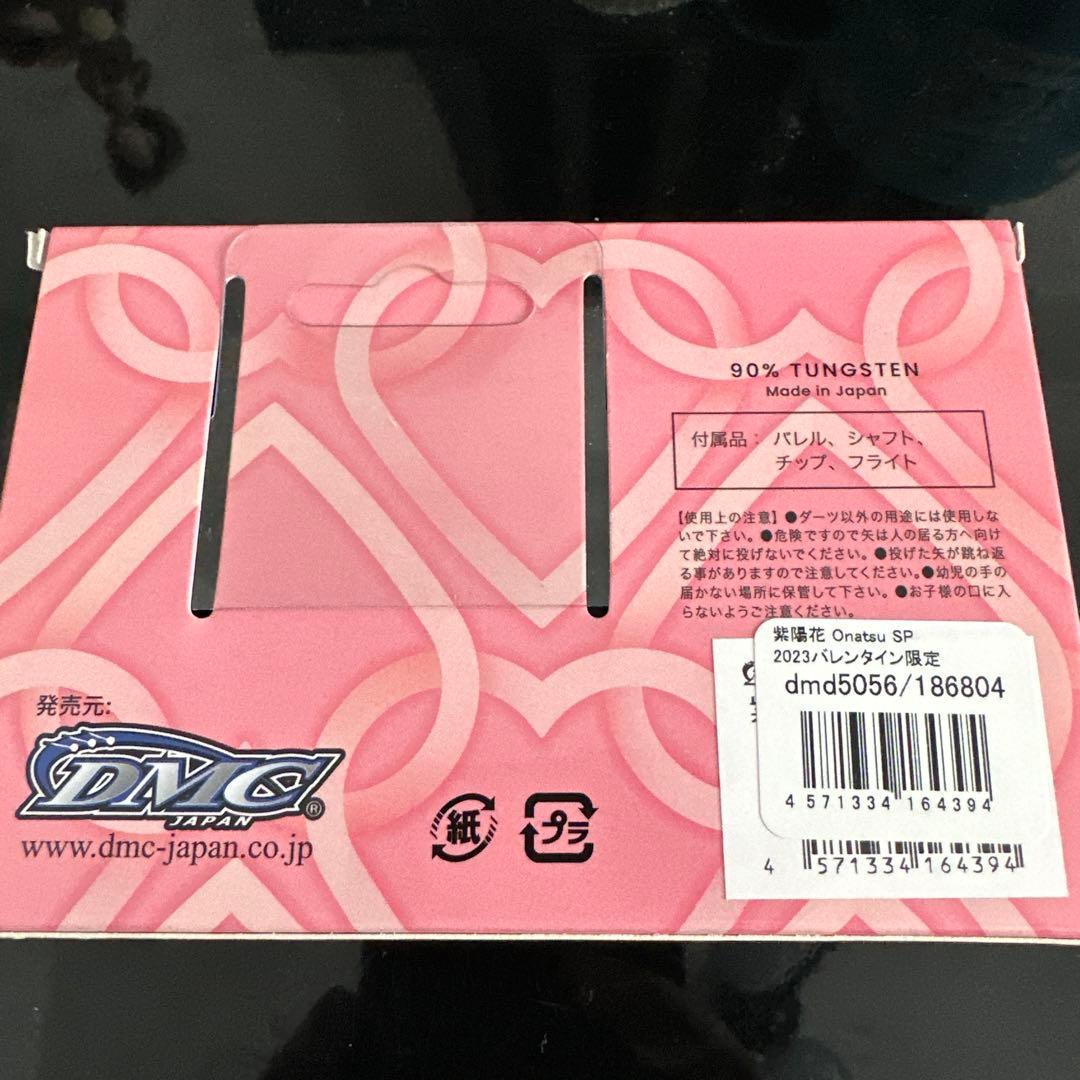 90% TUNGSTEN
Made in Japan
付属品： バレル、シャフト、
チップ、フライト
【使用上の注意】●ダーツ以外の用途には使用しな
いで下さい。●危険ですので矢は人の居る方へ向け
て絶対に投げないでください。●投げた矢が跳ね返
る事がありますので注意してください。●幼児の手の
届かない場所に保管して下さい。●お子様の口に入
らないようご注意ください。
紫陽花 Onatsu SP
2023バレンタイン限定
dmd5056/186804
4 571334 164394
4 571334 164394
発売元:
DMC
JAPAN ®
www.dmc-japan.co.jp
紙
プラ